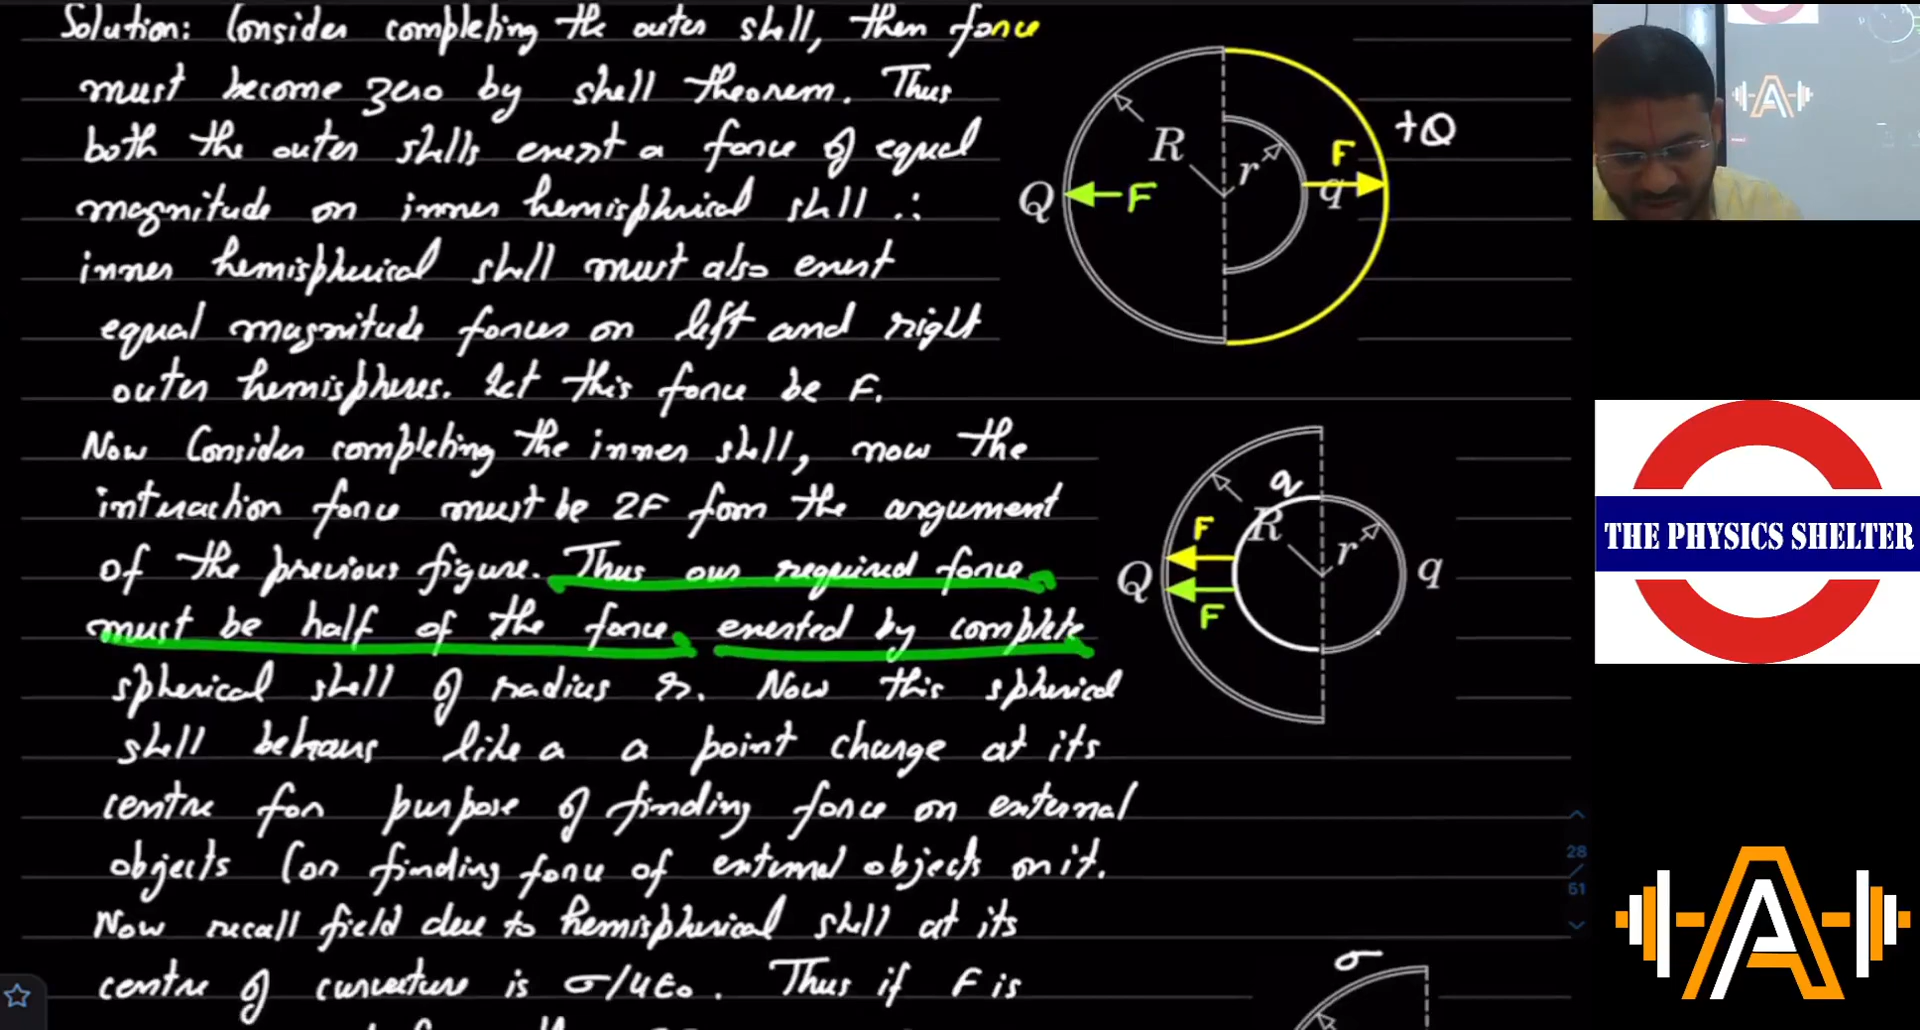 Solution: Consider completing the outer shell, then force
must become zero by shell theorem. Thus
both the outer shells exert a force of equal
magnitude on inner hemispherical shell ∴
inner hemispherical shell must also exert
equal magnitude forces on left and right
outer hemispheres. Let this force be F.
Now Consider completing the inner shell, now the
interaction force must be 2F from the argument
of the previous figure. Thus our required force
must be half of the force exerted by complete
spherical shell of radius r. Now this spherical
shell behaves like a a point charge at its
centre for purpose of finding force on external
objects (or finding force of external objects on it.
Now recall field due to hemispherical shell at its
centre of curvature is σ/4ε₀. Thus if F is
R
r
+Q
F
q
Q
F
q
R
F
r
Q
F
q
σ
28
51
A
THE PHYSICS SHELTER
A